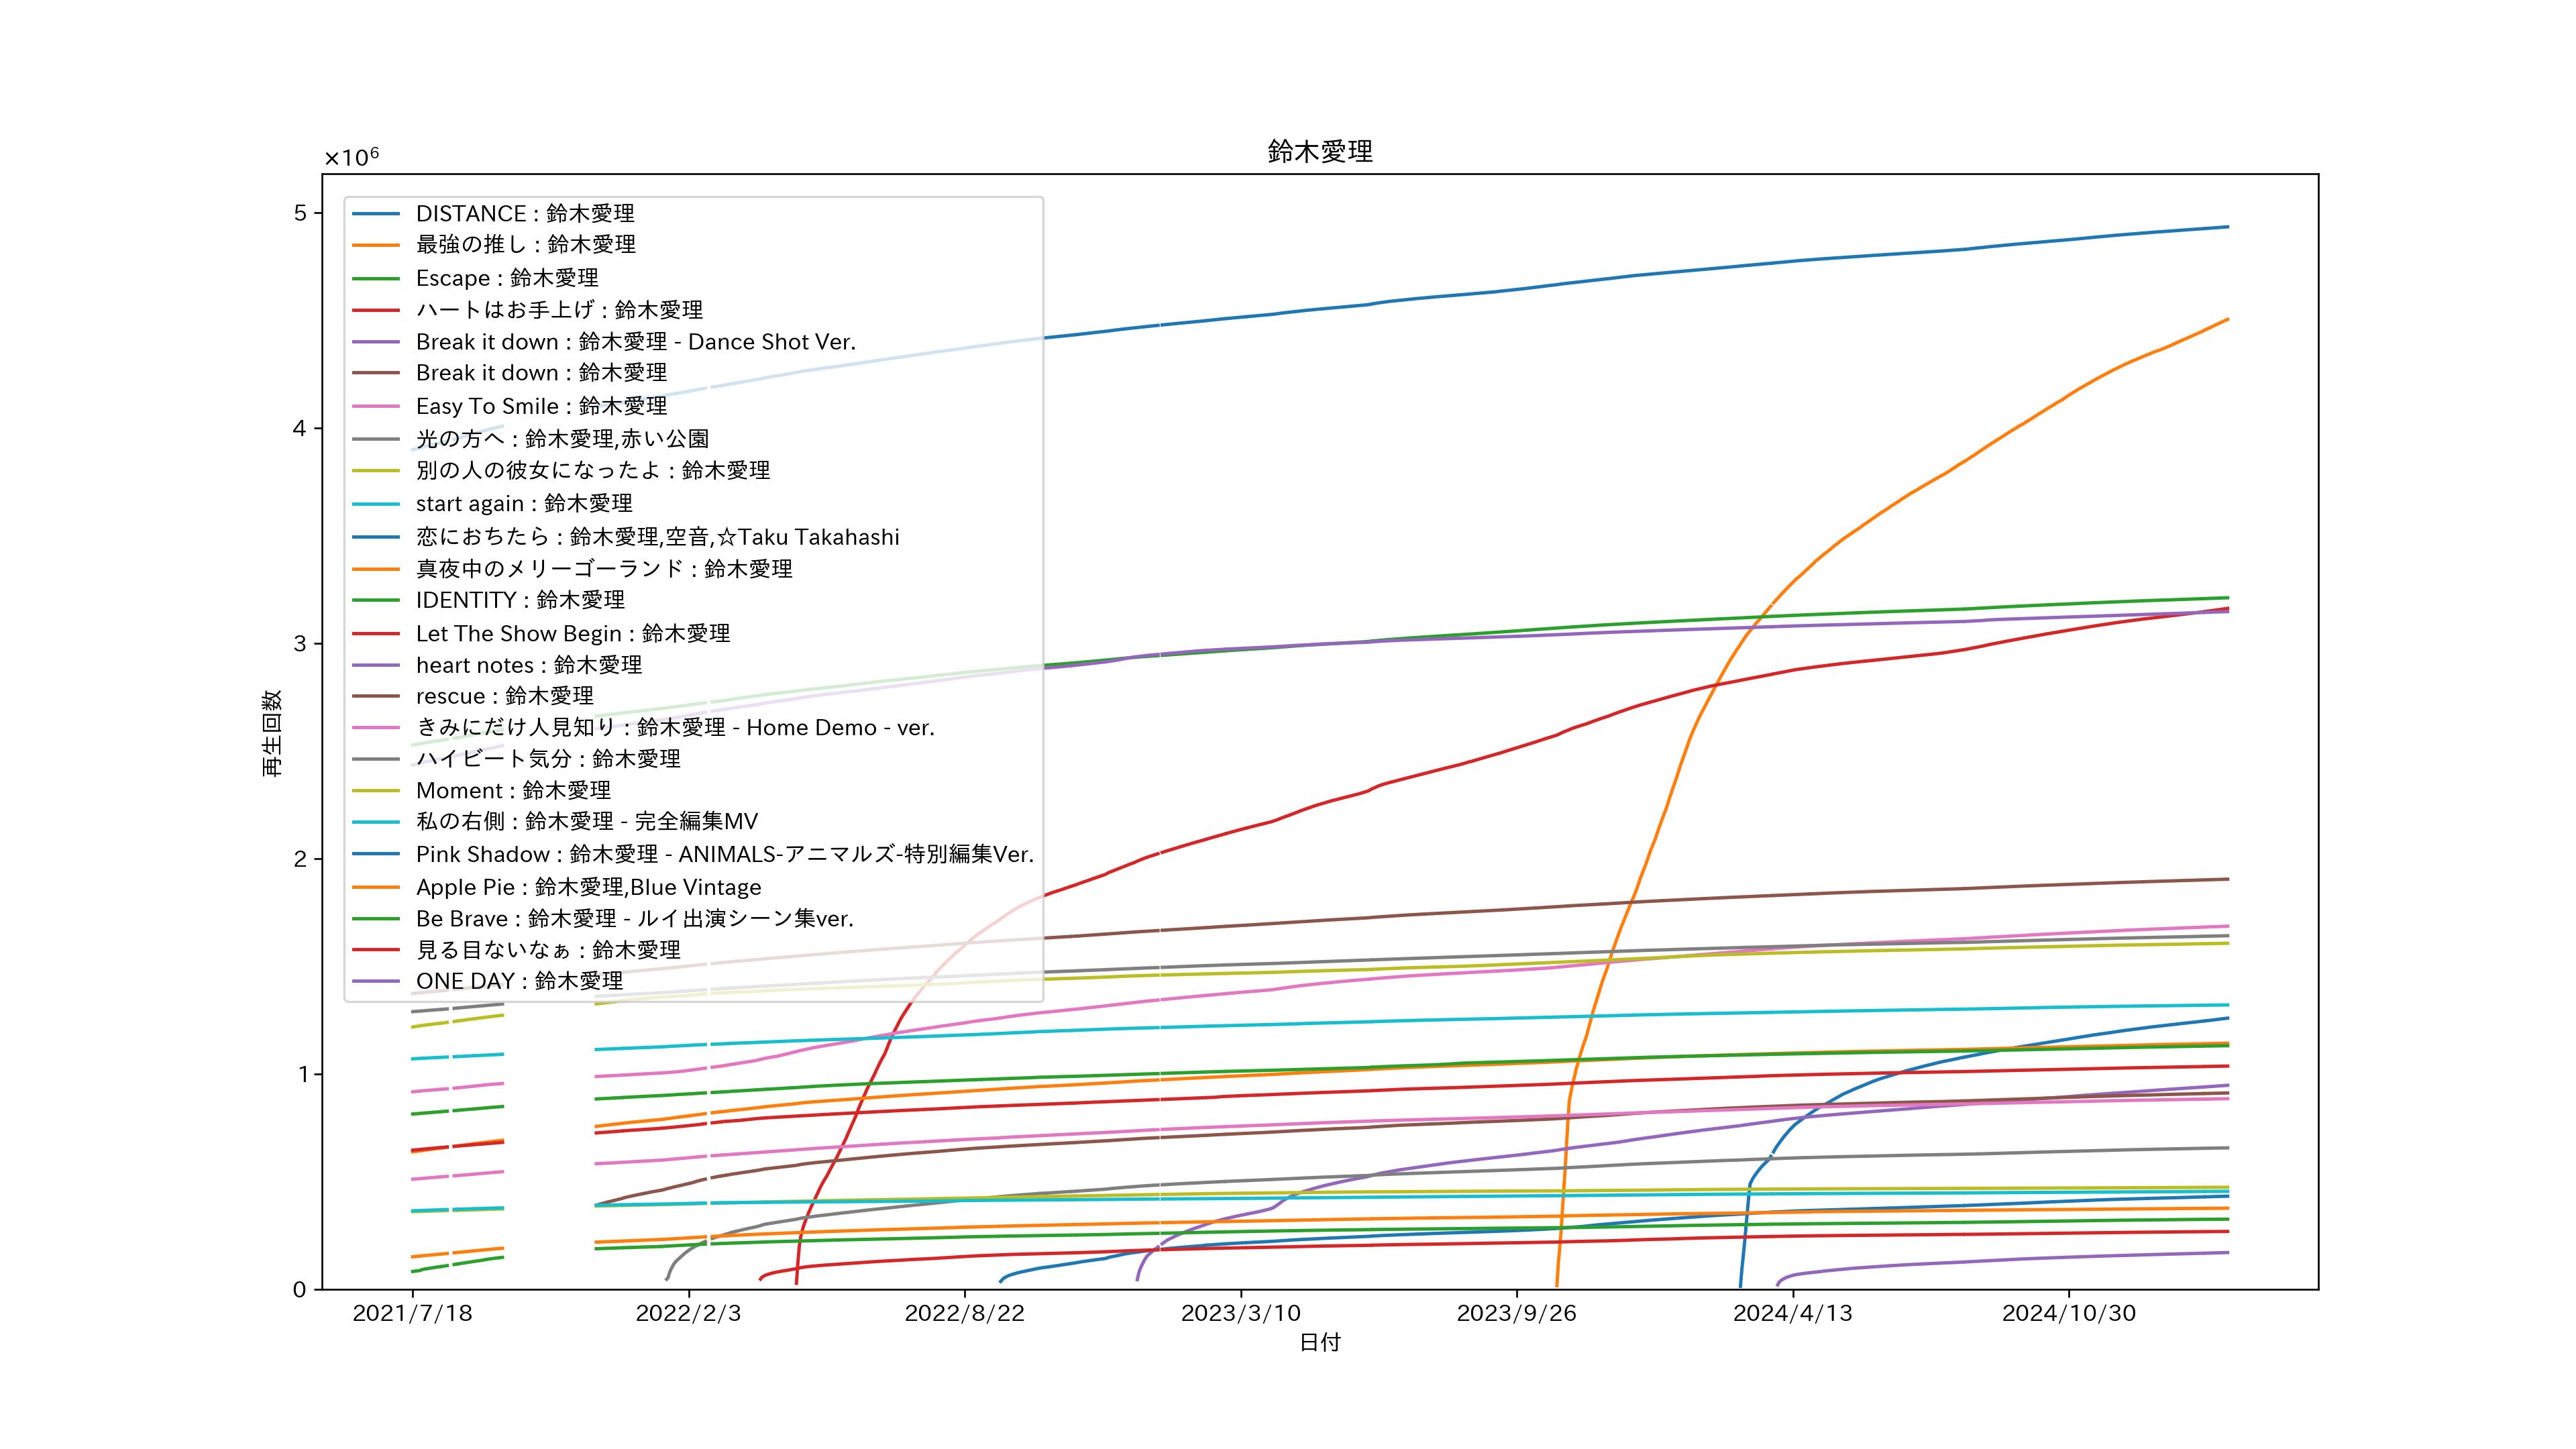 鈴木愛理
×10⁶
5
4
3
2
1
0
再生回数
DISTANCE : 鈴木愛理
最強の推し : 鈴木愛理
Escape : 鈴木愛理
ハートはお手上げ : 鈴木愛理
Break it down : 鈴木愛理 - Dance Shot Ver.
Break it down : 鈴木愛理
Easy To Smile : 鈴木愛理
光の方へ : 鈴木愛理,赤い公園
別の人の彼女になったよ : 鈴木愛理
start again : 鈴木愛理
恋におちたら : 鈴木愛理,空音,☆Taku Takahashi
真夜中のメリーゴーランド : 鈴木愛理
IDENTITY : 鈴木愛理
Let The Show Begin : 鈴木愛理
heart notes : 鈴木愛理
rescue : 鈴木愛理
きみにだけ人見知り : 鈴木愛理 - Home Demo - ver.
ハイビート気分 : 鈴木愛理
Moment : 鈴木愛理
私の右側 : 鈴木愛理 - 完全編集MV
Pink Shadow : 鈴木愛理 - ANIMALS-アニマルズ-特別編集Ver.
Apple Pie : 鈴木愛理,Blue Vintage
Be Brave : 鈴木愛理 - ルイ出演シーン集ver.
見る目ないなぁ : 鈴木愛理
ONE DAY : 鈴木愛理
2021/7/18
2022/2/3
2022/8/22
2023/3/10
2023/9/26
2024/4/13
2024/10/30
日付